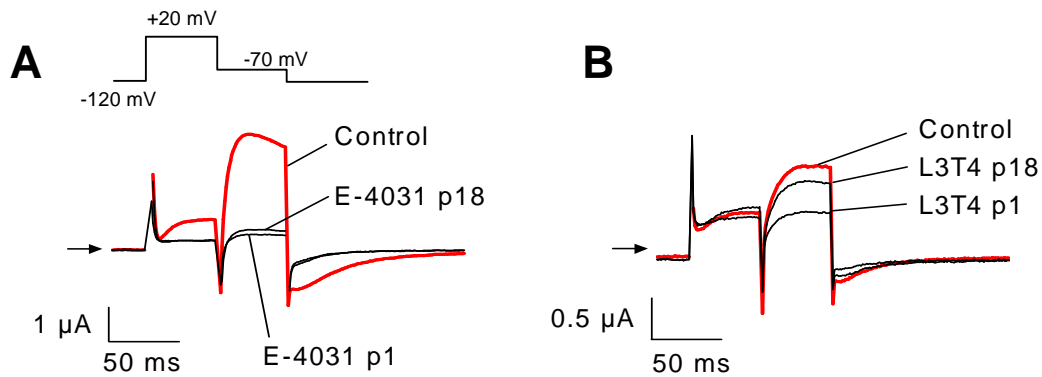 A
+20 mV
-70 mV
-120 mV
Control
E-4031 p18
1 µA
50 ms
E-4031 p1
B
Control
L3T4 p18
L3T4 p1
0.5 µA
50 ms